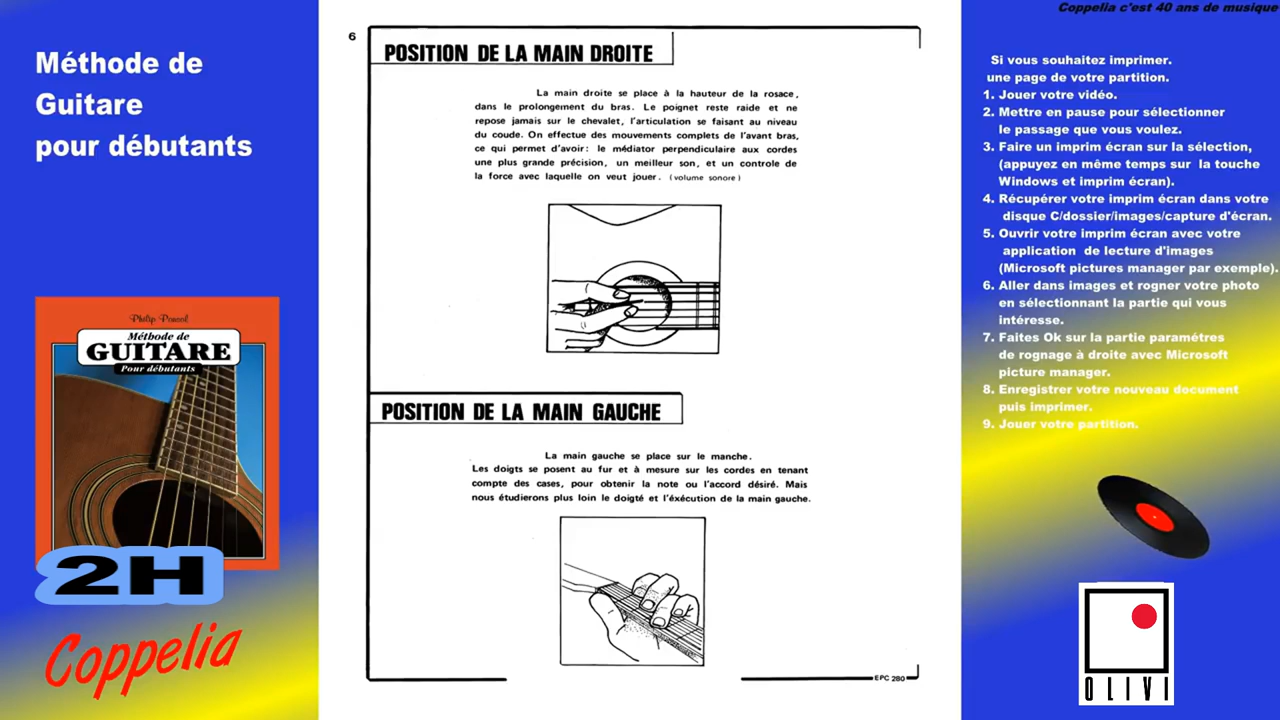 Coppelia c'est 40 ans de musique
Méthode de
Guitare
pour débutants
Philip Pancol
Méthode de
GUITARE
Pour débutants
2H
Coppelia
6
POSITION DE LA MAIN DROITE
La main droite se place à la hauteur de la rosace,
dans le prolongement du bras. Le poignet reste raide et ne
repose jamais sur le chevalet, l'articulation se faisant au niveau
du coude. On effectue des mouvements complets de l'avant bras,
ce qui permet d'avoir: le médiator perpendiculaire aux cordes
une plus grande précision, un meilleur son, et un controle de
la force avec laquelle on veut jouer. (volume sonore)
POSITION DE LA MAIN GAUCHE
La main gauche se place sur le manche.
Les doigts se posent au fur et à mesure sur les cordes en tenant
compte des cases, pour obtenir la note ou l'accord désiré. Mais
nous étudierons plus loin le doigté et l'éxécution de la main gauche.
EPC 280
Si vous souhaitez imprimer.
une page de votre partition.
1. Jouer votre vidéo.
2. Mettre en pause pour sélectionner
le passage que vous voulez.
3. Faire un imprim écran sur la sélection,
(appuyez en même temps sur la touche
Windows et imprim écran).
4. Récupérer votre imprim écran dans votre
disque C/dossier/images/capture d'écran.
5. Ouvrir votre imprim écran avec votre
application de lecture d'images
(Microsoft pictures manager par exemple).
6. Aller dans images et rogner votre photo
en sélectionnant la partie qui vous
intéresse.
7. Faites Ok sur la partie paramétres
de rognage à droite avec Microsoft
picture manager.
8. Enregistrer votre nouveau document
puis imprimer.
9. Jouer votre partition.
OLIVI